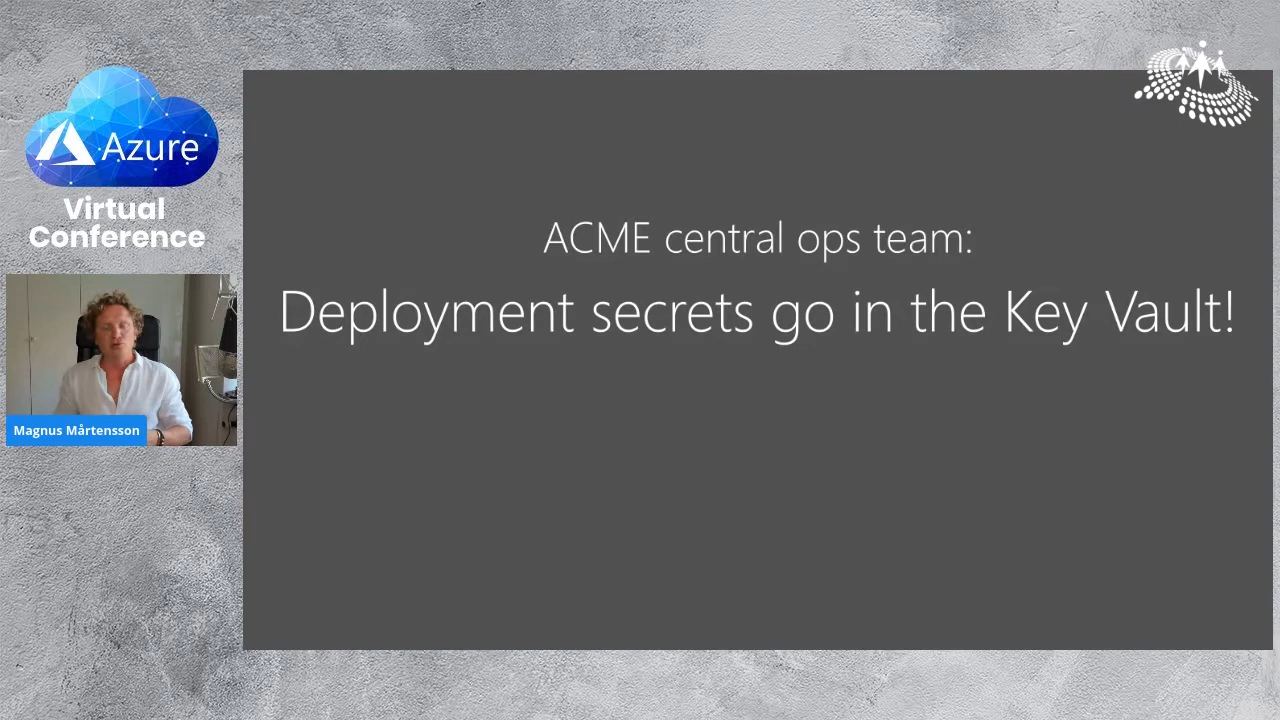 Azure
Virtual
Conference
Magnus Mårtensson
ACME central ops team:
Deployment secrets go in the Key Vault!